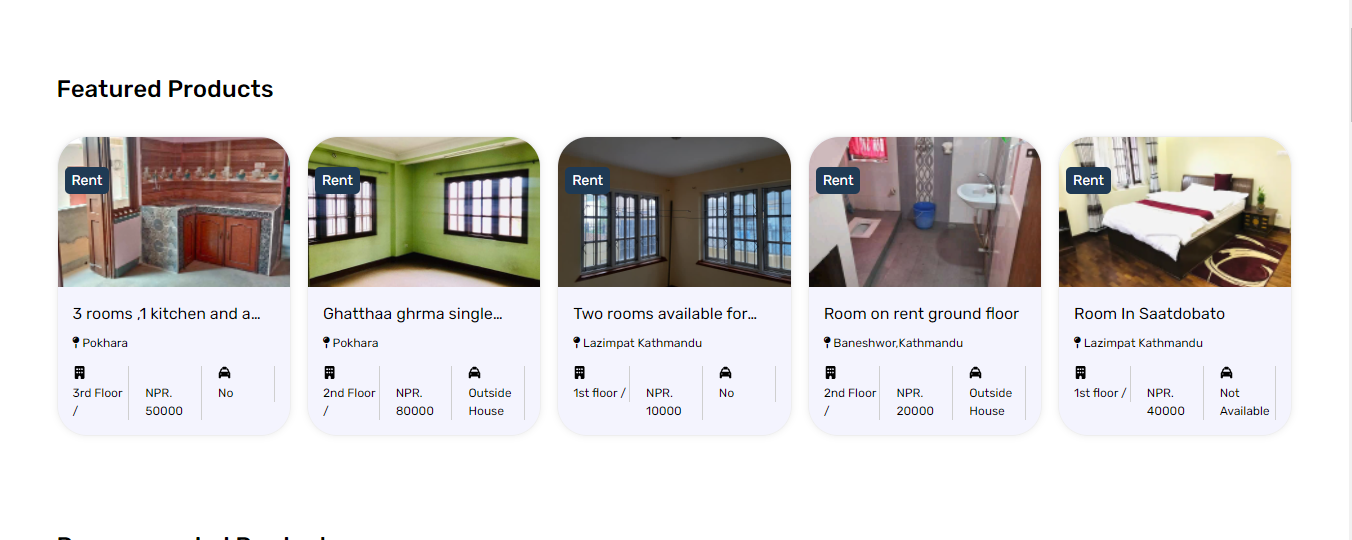 Featured Products
Rent
Rent
Rent
Rent
Rent
3 rooms ,1 kitchen and a...
Ghatthaa ghrma single...
Two rooms available for...
Room on rent ground floor
Room In Saatdobato
Pokhara
Pokhara
Lazimpat Kathmandu
Baneshwor,Kathmandu
Lazimpat Kathmandu
3rd Floor
/
NPR.
50000
No
2nd Floor
/
NPR.
80000
Outside
House
1st floor /
NPR.
10000
No
2nd Floor
/
NPR.
20000
Outside
House
1st floor /
NPR.
40000
Not
Available